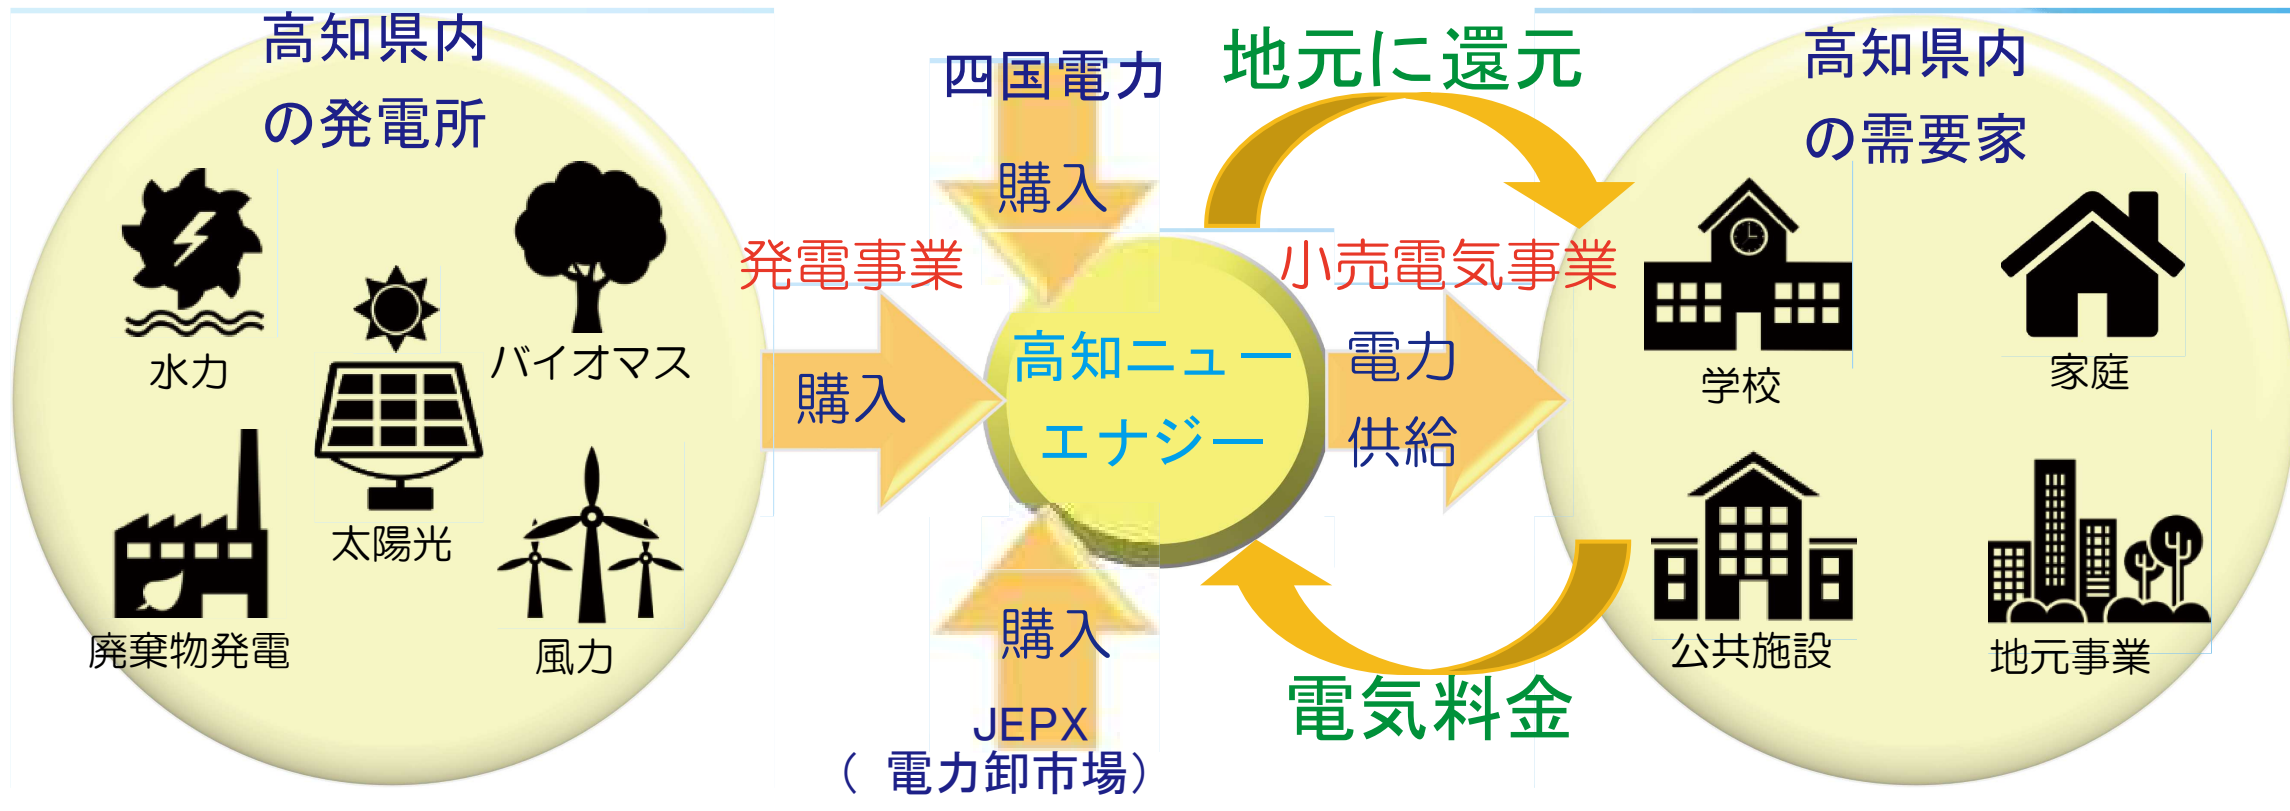 高知県内
の発電所
水力
バイオマス
太陽光
廃棄物発電
風力
発電事業
購入
四国電力
購入
高知ニュー
エナジー
購入
JEPX
（ 電力卸市場）
地元に還元
小売電気事業
電力
供給
電気料金
高知県内
の需要家
学校
家庭
公共施設
地元事業